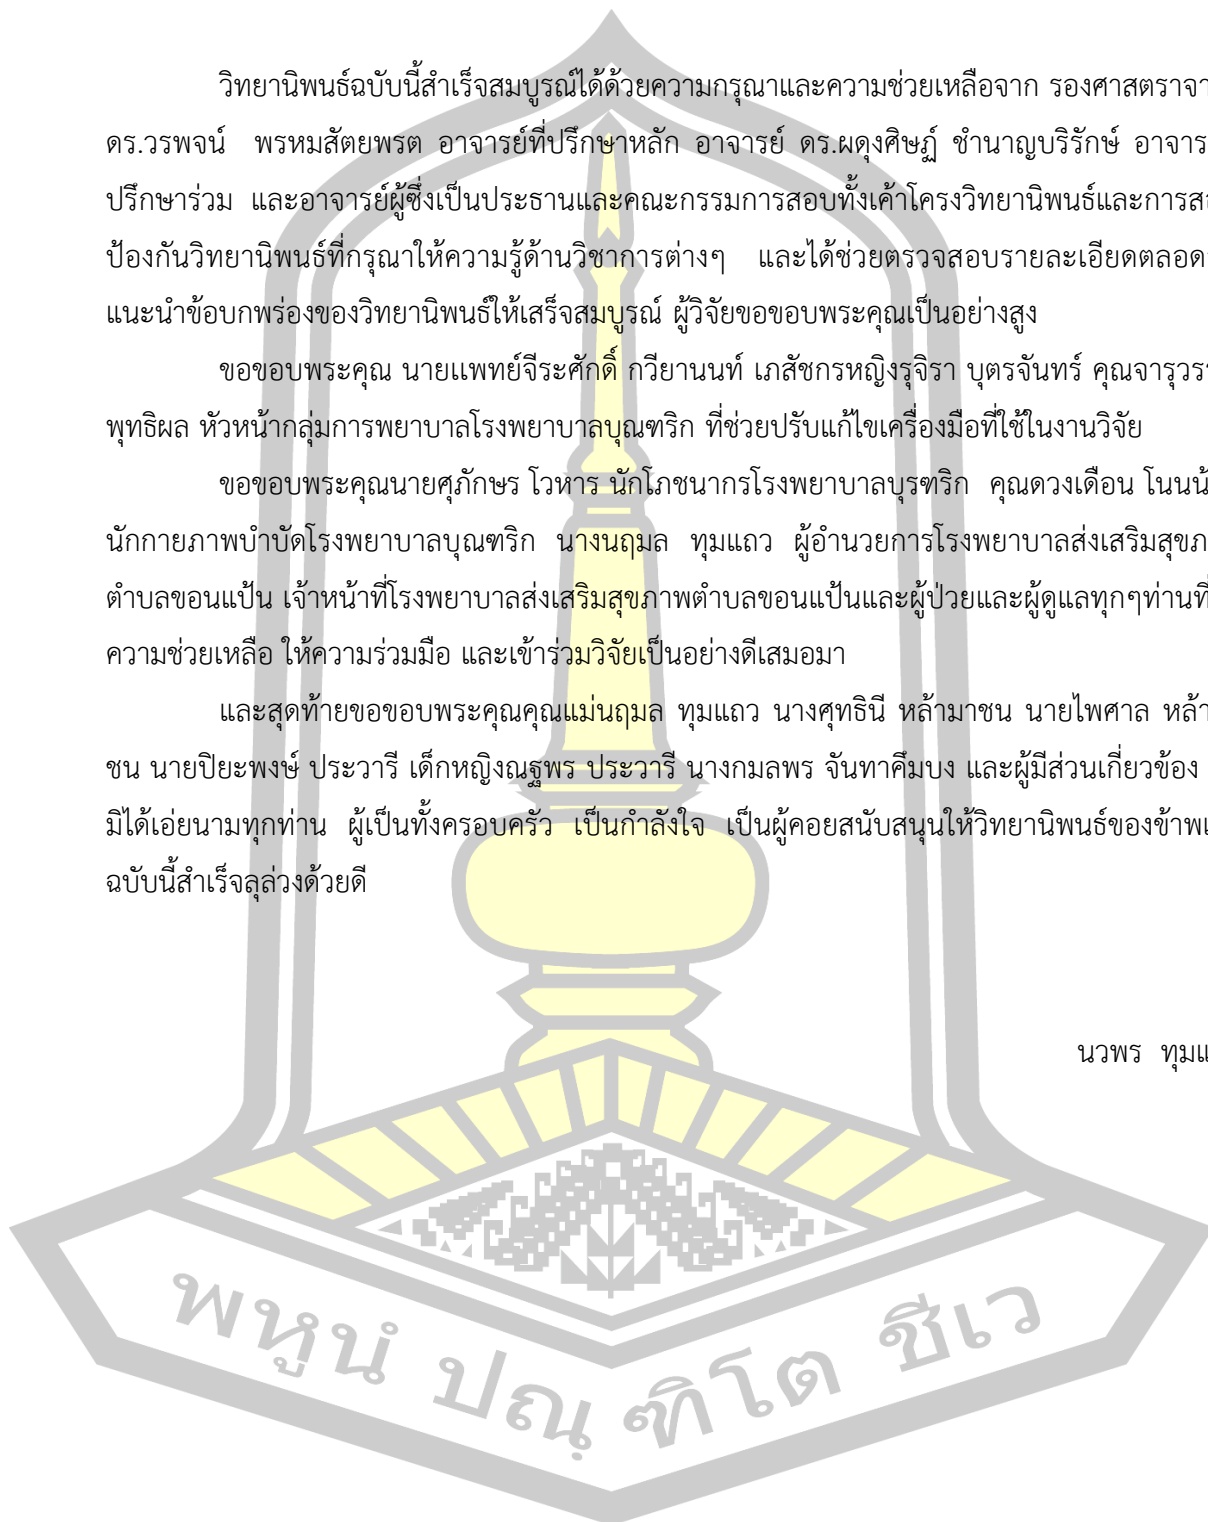 วิทยานิพนธ์ฉบับนี้สำเร็จสมบูรณ์ได้ด้วยความกรุณาและความช่วยเหลือจาก รองศาสตราจา
ดร.วรพจน์ พรหมสัตยพรต อาจารย์ที่ปรึกษาหลัก อาจารย์ ดร.ผดุงศิษฏ์ ชำนาญบริรักษ์ อาจาร
ปรึกษาร่วม และอาจารย์ผู้ซึ่งเป็นประธานและคณะกรรมการสอบทั้งเค้าโครงวิทยานิพนธ์และการส
ป้องกันวิทยานิพนธ์ที่กรุณาให้ความรู้ด้านวิชาการต่างๆ และได้ช่วยตรวจสอบรายละเอียดตลอด
แนะนำข้อบกพร่องของวิทยานิพนธ์ให้เสร็จสมบูรณ์ ผู้วิจัยขอขอบพระคุณเป็นอย่างสูง
ขอขอบพระคุณ นายแพทย์จีระศักดิ์ กวียานนท์ เภสัชกรหญิงรุจิรา บุตรจันทร์ คุณจารุวร
พุทธิผล หัวหน้ากลุ่มการพยาบาลโรงพยาบาลบุณฑริก ที่ช่วยปรับแก้ไขเครื่องมือที่ใช้ในงานวิจัย
ขอขอบพระคุณนายศุภักษร โวหาร นักโภชนากรโรงพยาบาลบุรฑริก คุณดวงเดือน โนนน้
นักกายภาพบำบัดโรงพยาบาลบุณฑริก นางนฤมล ทุมแถว ผู้อำนวยการโรงพยาบาลส่งเสริมสุขภ
ตำบลขอนแป้น เจ้าหน้าที่โรงพยาบาลส่งเสริมสุขภาพตำบลขอนแป้นและผู้ป่วยและผู้ดูแลทุกๆท่านที่
ความช่วยเหลือ ให้ความร่วมมือ และเข้าร่วมวิจัยเป็นอย่างดีเสมอมา
และสุดท้ายขอขอบพระคุณคุณแม่นฤมล ทุมแถว นางศุทธินี หล้ามาชน นายไพศาล หล้า
ชน นายปิยะพงษ์ ประวารี เด็กหญิงณฐพร ประวารี นางกมลพร จันทาคึมบง และผู้มีส่วนเกี่ยวข้อง
มิได้เอ่ยนามทุกท่าน ผู้เป็นทั้งครอบครัว เป็นกำลังใจ เป็นผู้คอยสนับสนุนให้วิทยานิพนธ์ของข้าพเ
ฉบับนี้สำเร็จลุล่วงด้วยดี
นวพร ทุมแ
พหูนํ ปณฺ ฑิโต ชีเว